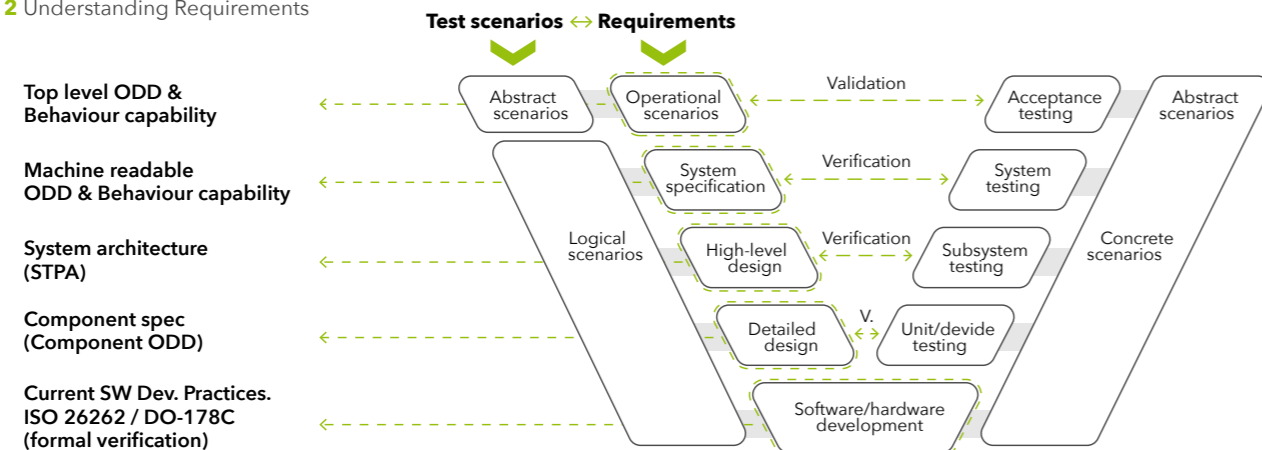 2 Understanding Requirements
Test scenarios ↔ Requirements
Top level ODD &
Behaviour capability
Abstract
scenarios
Operational
scenarios
Validation
Acceptance
testing
Abstract
scenarios
Machine readable
ODD & Behaviour capability
System
specification
Verification
System
testing
System architecture
(STPA)
Logical
scenarios
High-level
design
Verification
Subsystem
testing
Concrete
scenarios
Component spec
(Component ODD)
Detailed
design
V.
Unit/devide
testing
Current SW Dev. Practices.
ISO 26262 / DO-178C
(formal verification)
Software/hardware
development